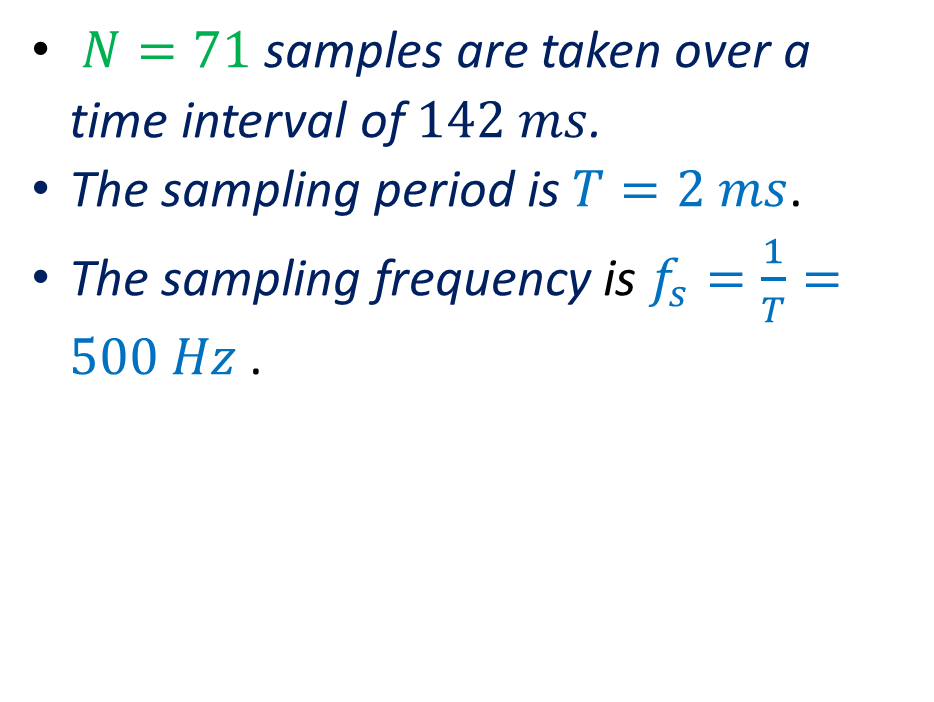 • N = 71 samples are taken over a
time interval of 142 ms.
• The sampling period is T = 2 ms.
• The sampling frequency is fₛ = 1/T =
500 Hz .